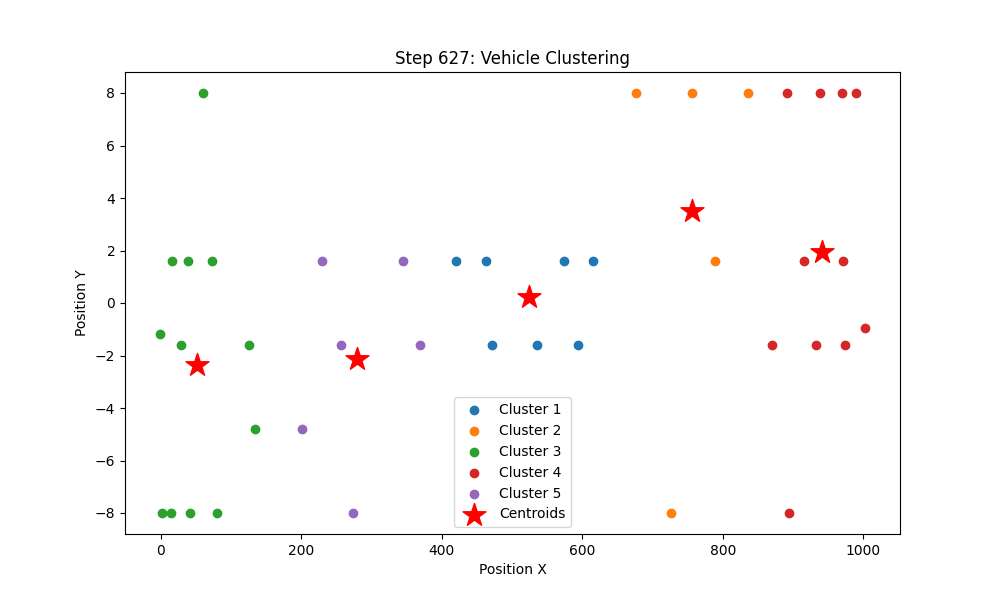 Step 627: Vehicle Clustering
Position Y
8
6
4
2
0
−2
−4
−6
−8
Cluster 1
Cluster 2
Cluster 3
Cluster 4
Cluster 5
Centroids
0 200 400 600 800 1000
Position X